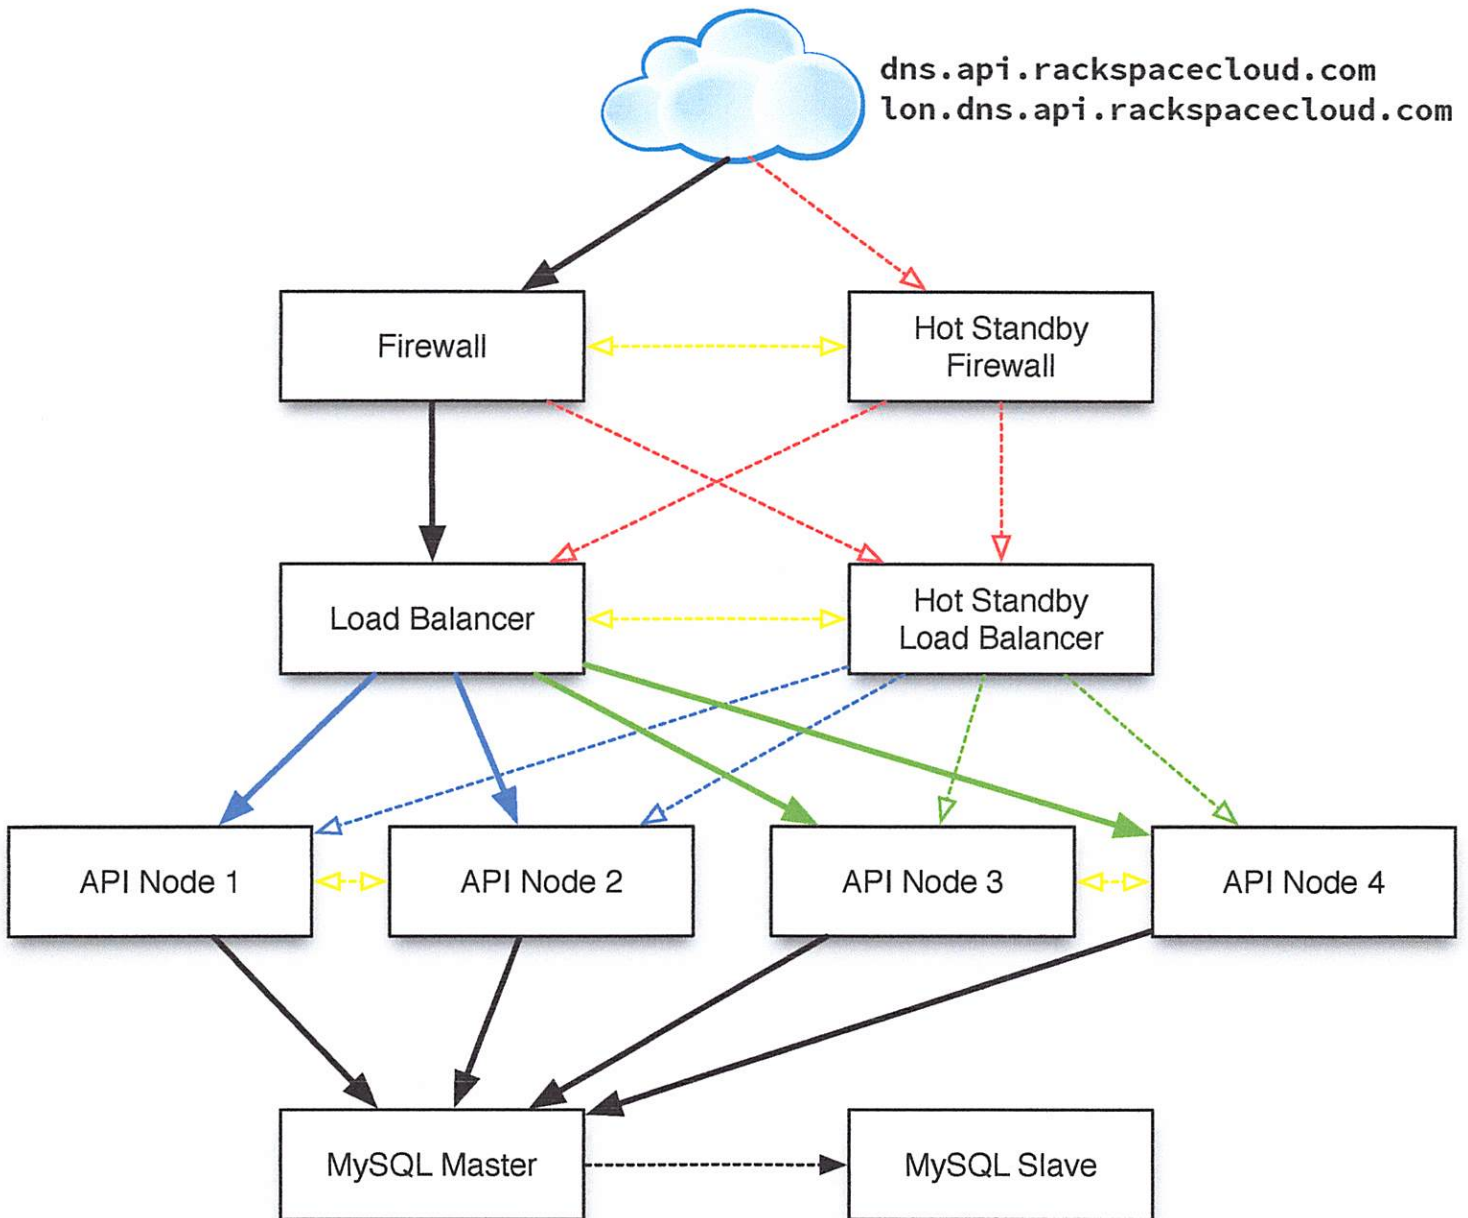 dns.api.rackspacecloud.com
lon.dns.api.rackspacecloud.com
Firewall
Hot Standby
Firewall
Load Balancer
Hot Standby
Load Balancer
API Node 1
API Node 2
API Node 3
API Node 4
MySQL Master
MySQL Slave